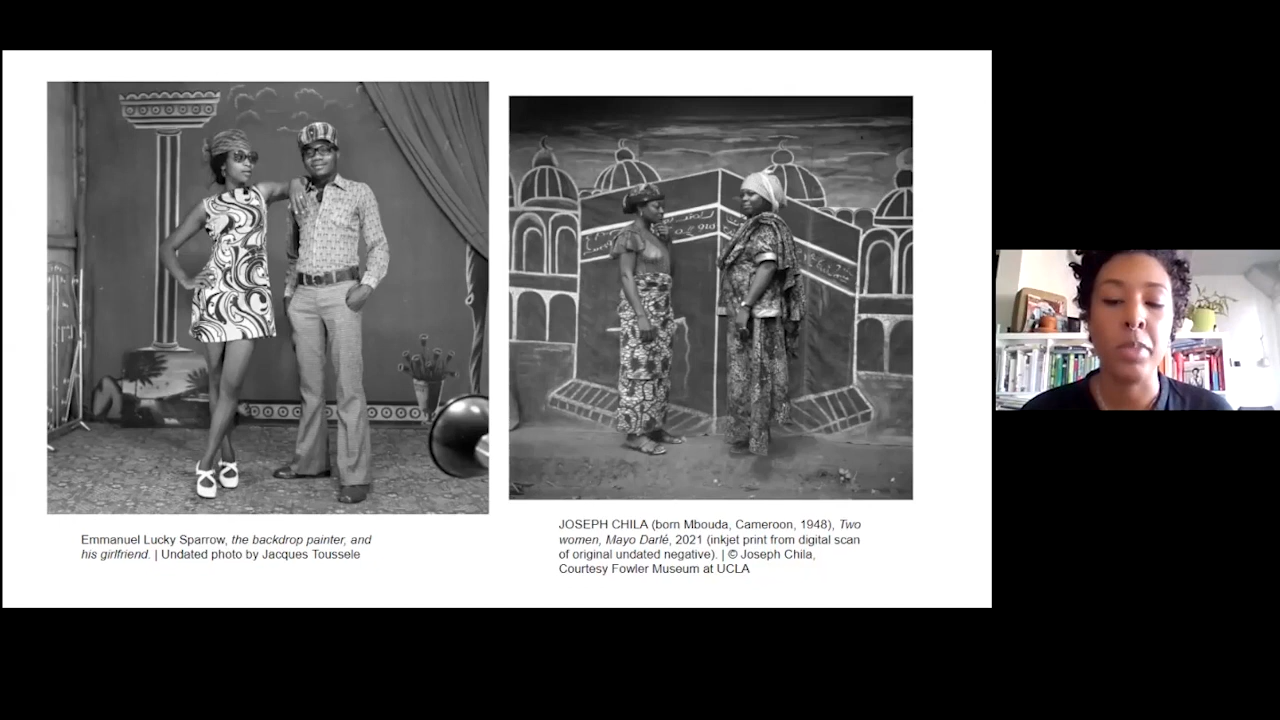 Emmanuel Lucky Sparrow, the backdrop painter, and
his girlfriend. | Undated photo by Jacques Toussele
JOSEPH CHILA (born Mbouda, Cameroon, 1948), Two
women, Mayo Darlé, 2021 (inkjet print from digital scan
of original undated negative). | © Joseph Chila,
Courtesy Fowler Museum at UCLA